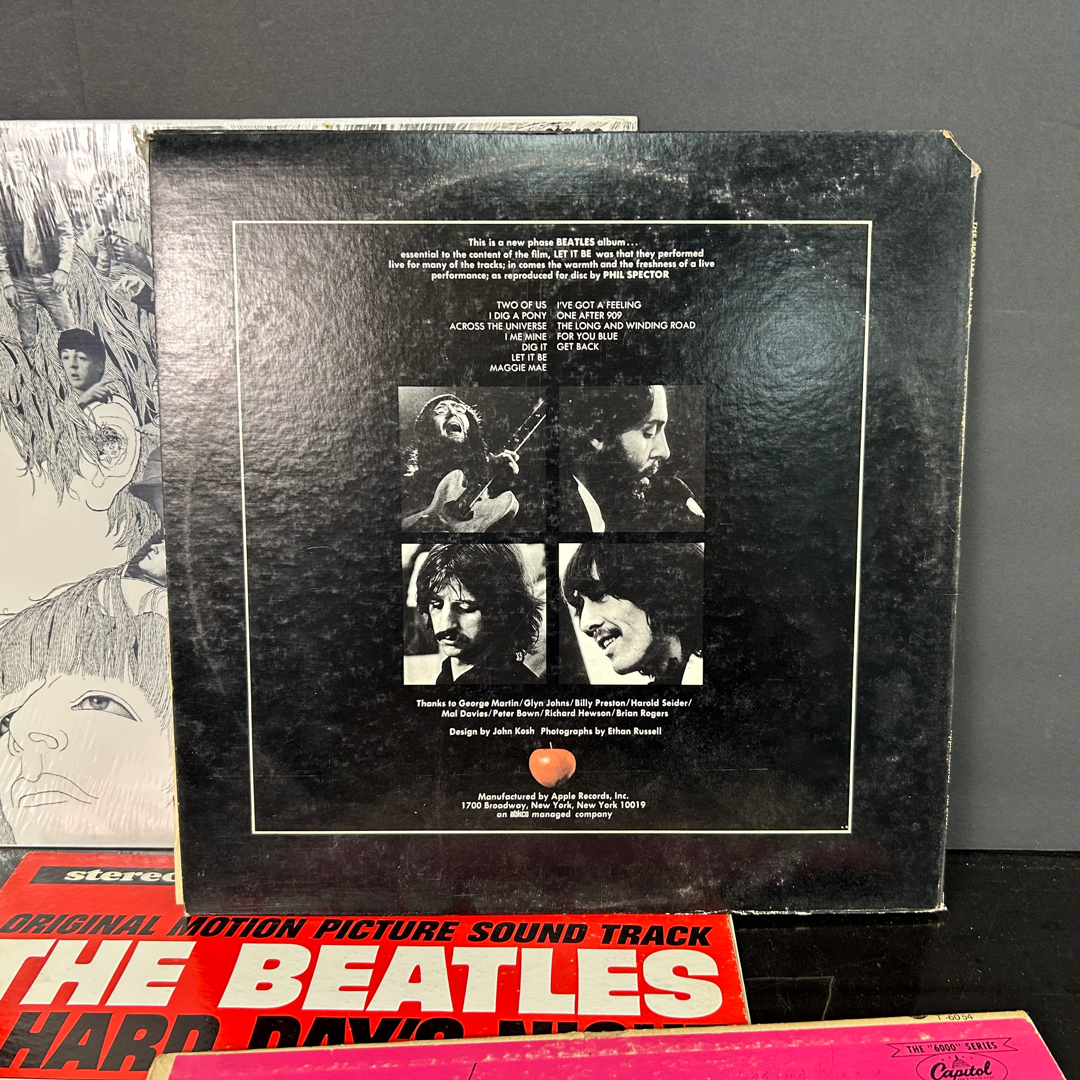 stereo
This is a new phase BEATLES album...
essential to the content of the film, LET IT BE was that they performed
live for many of the tracks; in comes the warmth and the freshness of a live
performance; as reproduced for disc by PHIL SPECTOR
TWO OF US
I DIG A PONY
ACROSS THE UNIVERSE
I ME MINE
DIG IT
LET IT BE
MAGGIE MAE
I'VE GOT A FEELING
ONE AFTER 909
THE LONG AND WINDING ROAD
FOR YOU BLUE
GET BACK
Thanks to George Martin/Glyn Johns/Billy Preston/Harold Seider/
Mal Davies/Peter Bown/Richard Hewson/Brian Rogers
Design by John Kosh Photographs by Ethan Russell
Manufactured by Apple Records, Inc.
1700 Broadway, New York, New York 10019
an abkco managed company
stereo
ORIGINAL MOTION PICTURE SOUND TRACK
THE BEATLES
HARD DAY'S NIGHT
T-6054
THE "6000" SERIES
Capitol